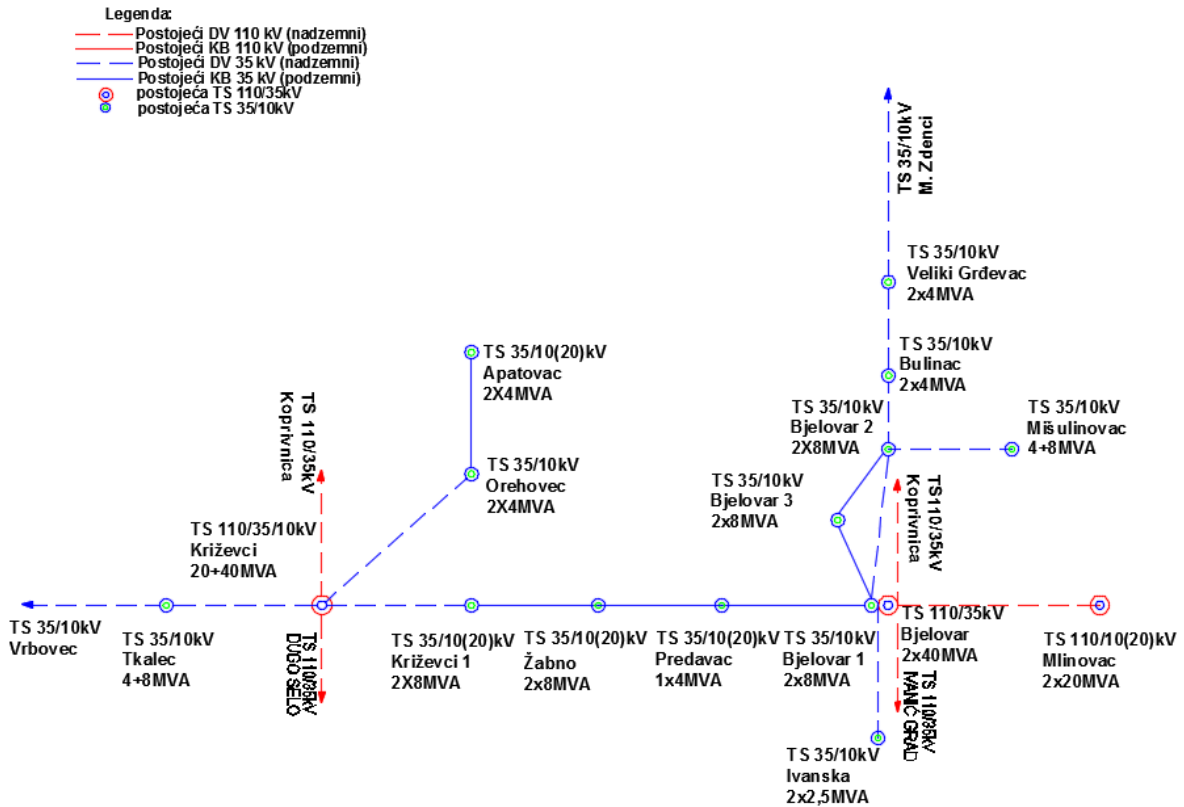 Legenda:
Postojeći DV 110 kV (nadzemni)
Postojeći KB 110 kV (podzemni)
Postojeći DV 35 kV (nadzemni)
Postojeći KB 35 kV (podzemni)
postojeća TS 110/35kV
postojeća TS 35/10kV
TS 35/10kV
M. Zdenci
TS 35/10kV
Veliki Grđevac
2x4MVA
TS 35/10kV
Bulinac
2x4MVA
TS 35/10(20)kV
Apatovac
2X4MVA
TS 110/35kV
Koprivnica
TS 35/10kV
Bjelovar 2
2X8MVA
TS 35/10kV
Mišulinovac
4+8MVA
TS 35/10kV
Orehovec
2X4MVA
TS 35/10kV
Bjelovar 3
2x8MVA
TS110/35kV
Koprivnica
TS 110/35/10kV
Križevci
20+40MVA
TS 35/10kV
Vrbovec
TS 35/10kV
Tkalec
4+8MVA
TS 110/35kV
DUGO SELO
TS 35/10(20)kV
Križevci 1
2X8MVA
TS 35/10(20)kV
Žabno
2x8MVA
TS 35/10(20)kV
Predavac
1x4MVA
TS 35/10kV
Bjelovar 1
2x8MVA
TS 110/35kV
Bjelovar
2x40MVA
TS 110/10(20)kV
Mlinovac
2x20MVA
TS 110/35kV
IVANIĆ GRAD
TS 35/10kV
Ivanska
2x2,5MVA